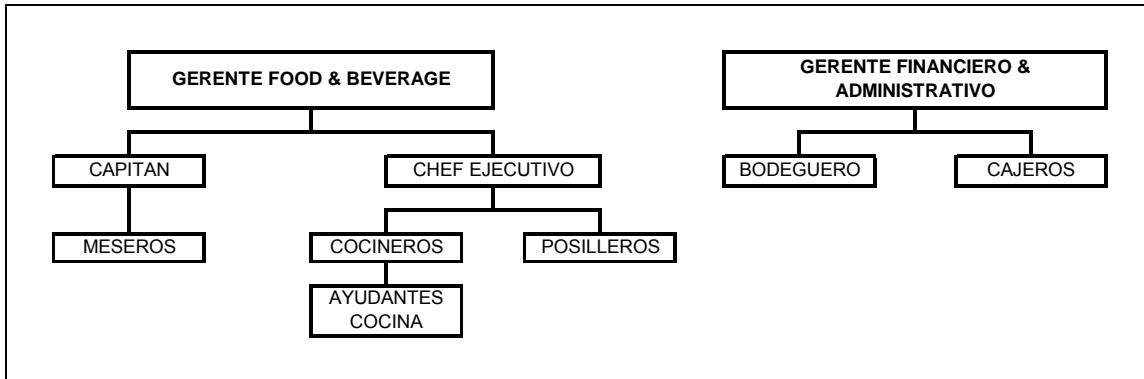 GERENTE FOOD & BEVERAGE
GERENTE FINANCIERO &
ADMINISTRATIVO
CAPITAN
CHEF EJECUTIVO
BODEGUERO
CAJEROS
MESEROS
COCINEROS
POSILLEROS
AYUDANTES
COCINA